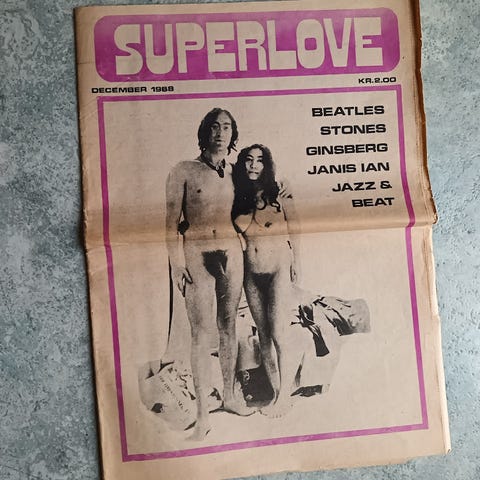 SUPERLOVE
DECEMBER 1968
KR.2.00
BEATLES
STONES
GINSBERG
JANIS IAN
JAZZ &
BEAT